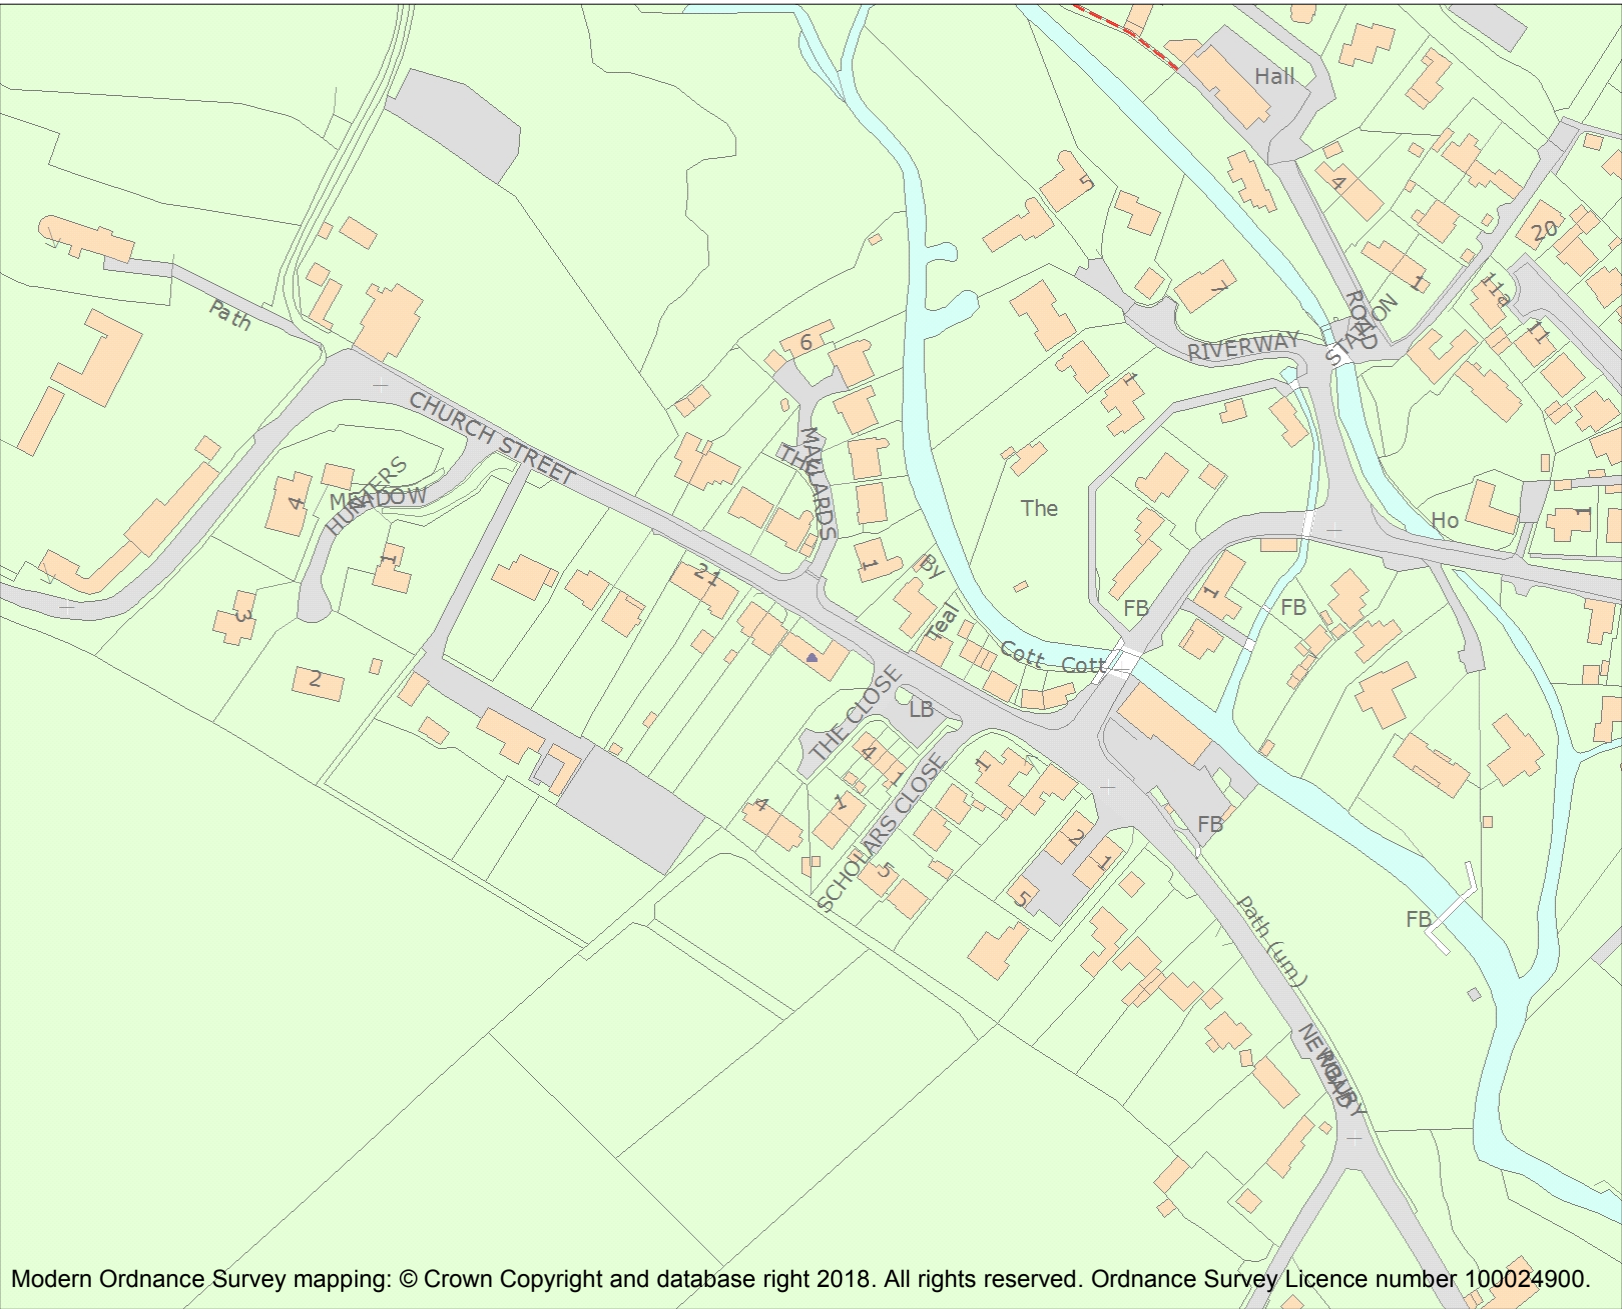 Hall
5
4
20
Path
7
1
11a
ROAD
STATION
11
6
RIVERWAY
1
CHURCH STREET
THE
MALLARDS
HUNTERS
MEADOW
4
The
Ho
1
1
1
By
21
1
3
FB
FB
Teal
Cott
Cott
2
THE CLOSE
LB
4
1
1
4
1
SCHOLARS CLOSE
FB
2
1
5
5
Path (um)
FB
NEWBURY
ROAD
Modern Ordnance Survey mapping: © Crown Copyright and database right 2018. All rights reserved. Ordnance Survey Licence number 100024900.